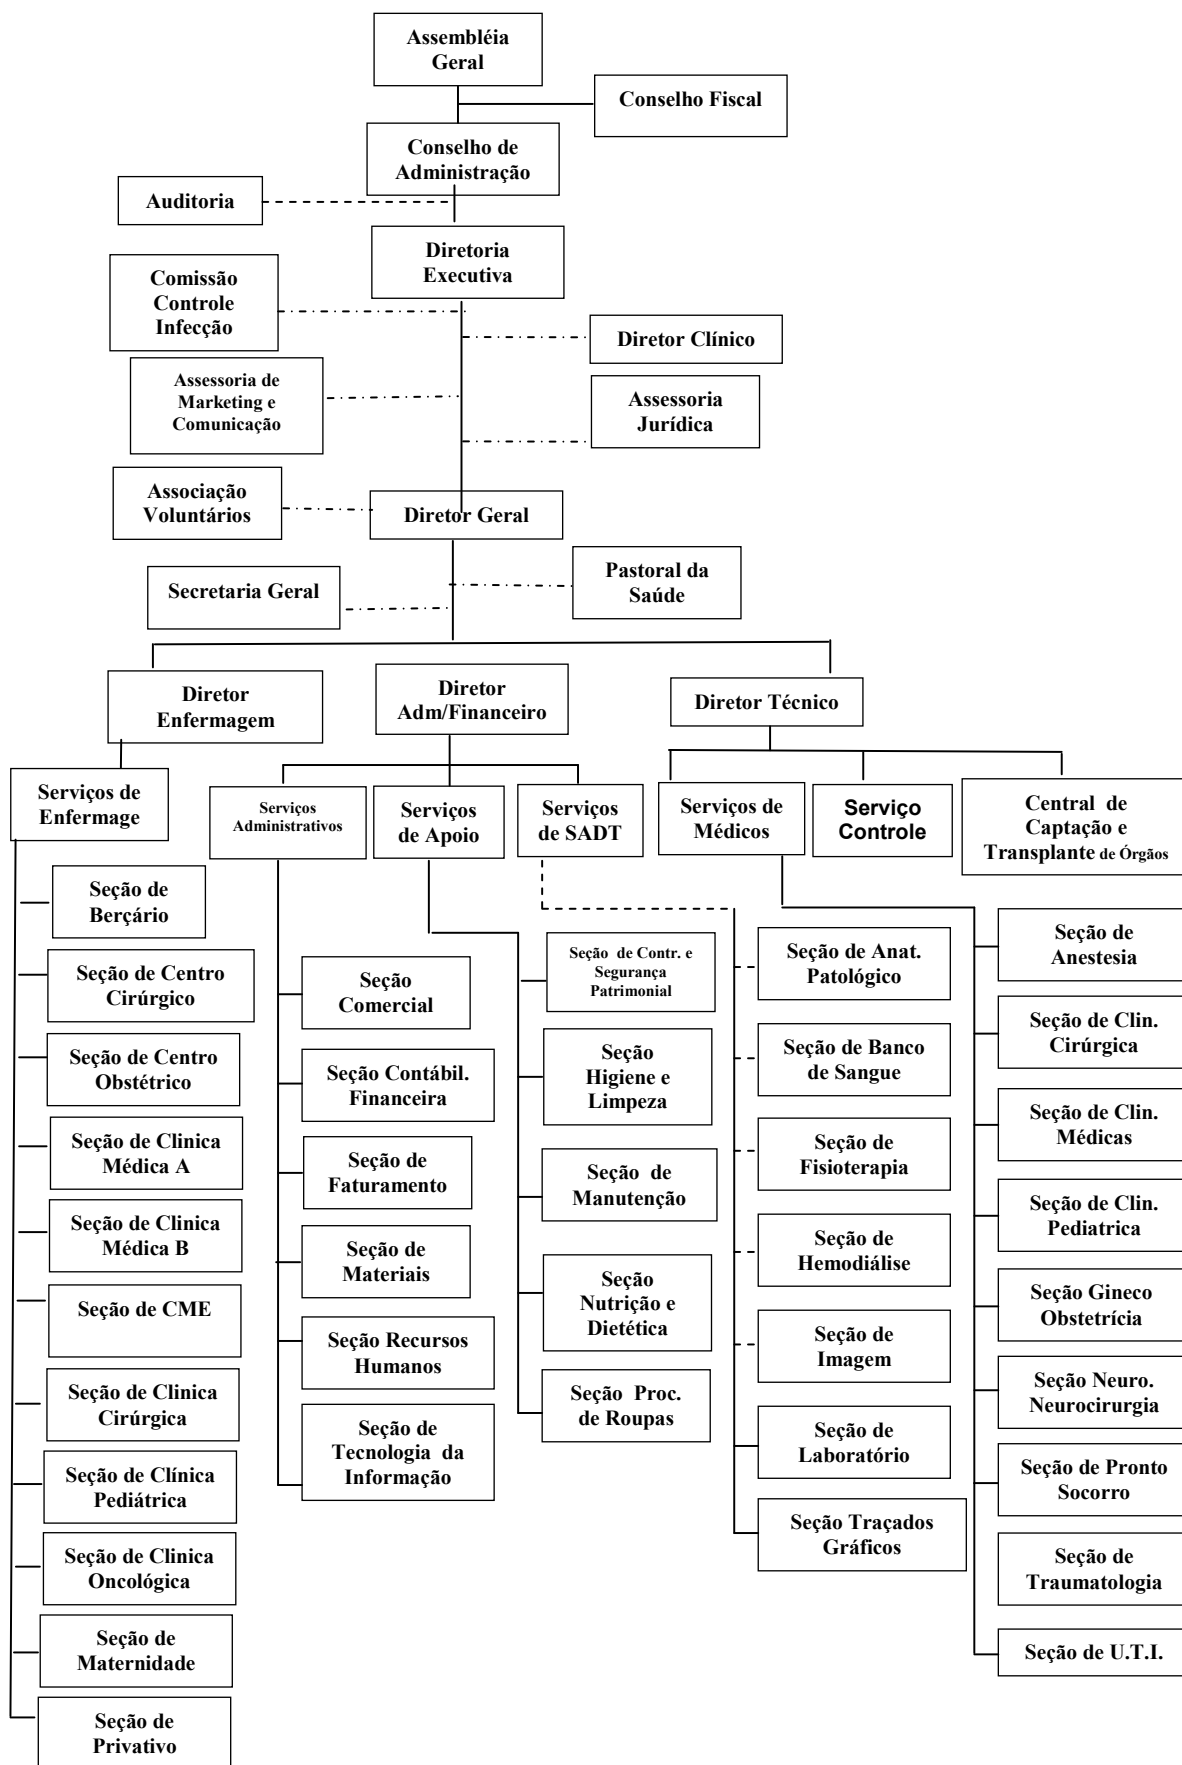 Assembléia
Geral
Conselho Fiscal
Conselho de
Administração
Auditoria
Diretoria
Executiva
Comissão
Controle
Infecção
Diretor Clínico
Assessoria de
Marketing e
Comunicação
Assessoria
Jurídica
Associação
Voluntários
Diretor Geral
Secretaria Geral
Pastoral da
Saúde
Diretor
Enfermagem
Diretor
Adm/Financeiro
Diretor Técnico
Serviços de
Enfermage
Serviços
Administrativos
Serviços
de Apoio
Serviços
de SADT
Serviços de
Médicos
Serviço
Controle
Central de
Captação e
Transplante de Órgãos
Seção de
Berçário
Seção de Centro
Cirúrgico
Seção de Centro
Obstétrico
Seção de Clinica
Médica A
Seção de Clinica
Médica B
Seção de CME
Seção de Clinica
Cirúrgica
Seção de Clínica
Pediátrica
Seção de Clinica
Oncológica
Seção de
Maternidade
Seção de
Privativo
Seção
Comercial
Seção Contábil.
Financeira
Seção de
Faturamento
Seção de
Materiais
Seção Recursos
Humanos
Seção de
Tecnologia da
Informação
Seção de Contr. e
Segurança
Patrimonial
Seção
Higiene e
Limpeza
Seção de
Manutenção
Seção
Nutrição e
Dietética
Seção Proc.
de Roupas
Seção de Anat.
Patológico
Seção de Banco
de Sangue
Seção de
Fisioterapia
Seção de
Hemodiálise
Seção de
Imagem
Seção de
Laboratório
Seção Traçados
Gráficos
Seção de
Anestesia
Seção de Clin.
Cirúrgica
Seção de Clin.
Médicas
Seção de Clin.
Pediatrica
Seção Gineco
Obstetrícia
Seção Neuro.
Neurocirurgia
Seção de Pronto
Socorro
Seção de
Traumatologia
Seção de U.T.I.